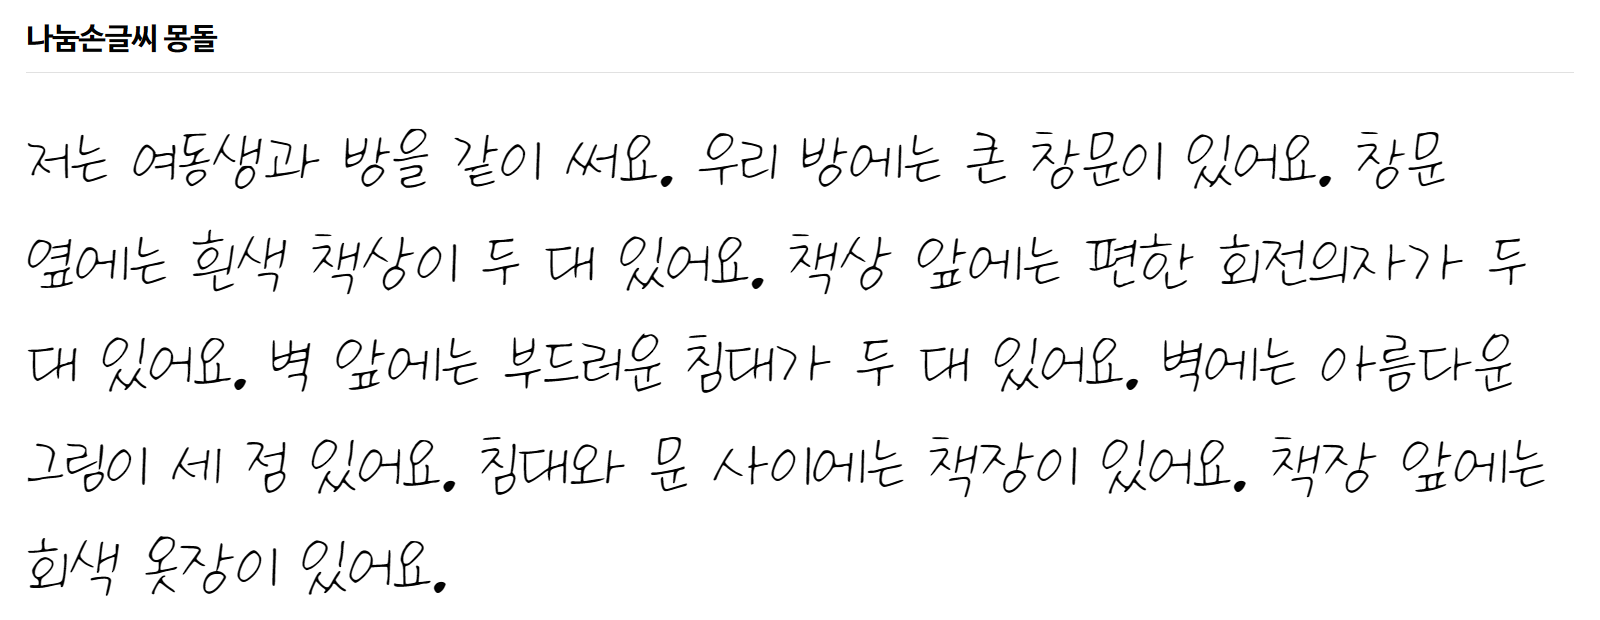 나눔손글씨 몽돌
저는 여동생과 방을 같이 써요. 우리 방에는 큰 창문이 있어요. 창문
옆에는 흰색 책상이 두 대 있어요. 책상 앞에는 편한 회전의자가 두
대 있어요. 벽 앞에는 부드러운 침대가 두 대 있어요. 벽에는 아름다운
그림이 세 점 있어요. 침대와 문 사이에는 책장이 있어요. 책장 앞에는
회색 옷장이 있어요.